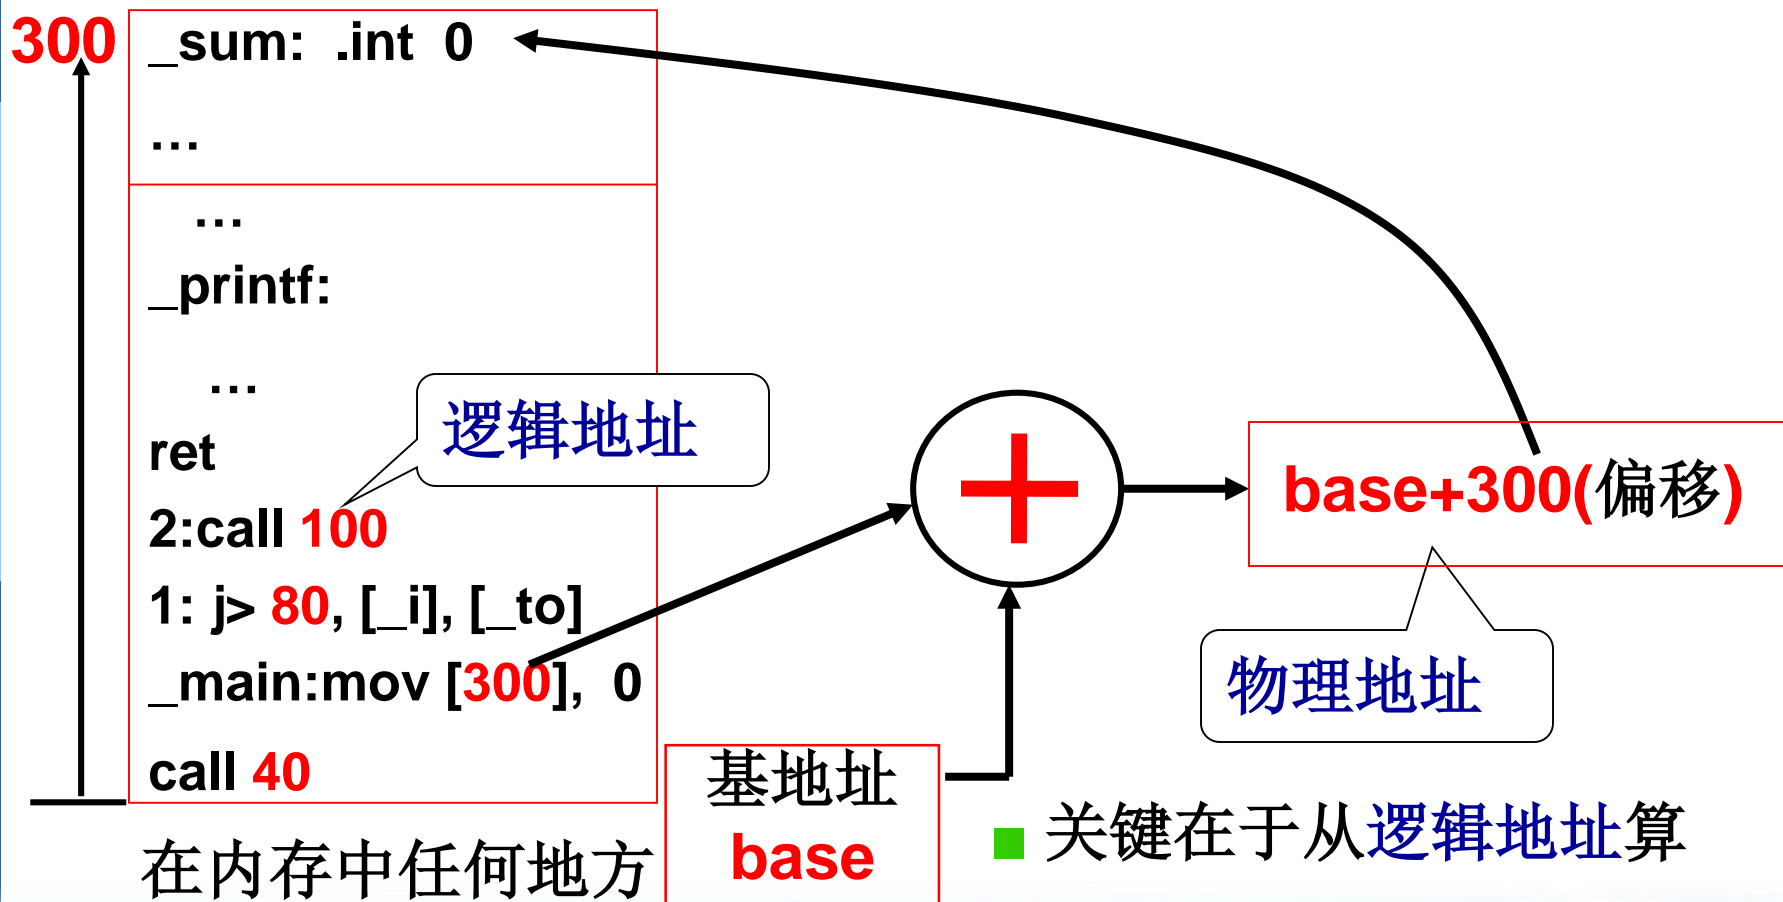 300
_sum: .int 0
…
…
_printf:
…
ret
2:call 100
1: j> 80, [_i], [_to]
_main:mov [300], 0
call 40
逻辑地址
base+300(偏移)
物理地址
基地址
base
在内存中任何地方
关键在于从逻辑地址算